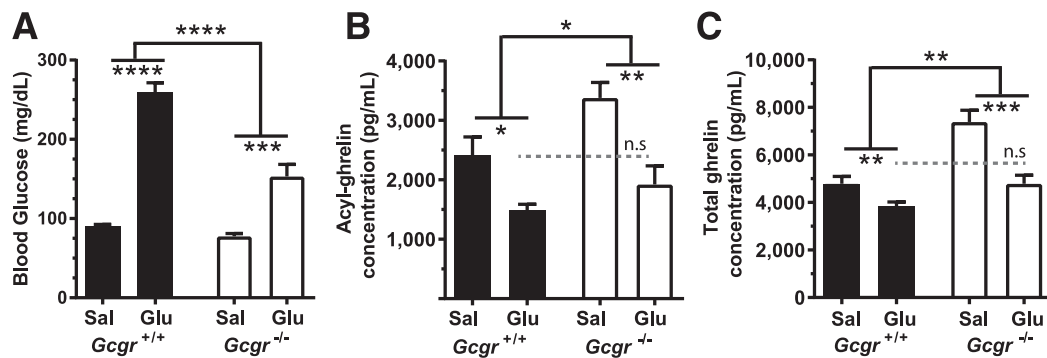 A
Blood Glucose (mg/dL)
300
200
100
0
****
****
***
Sal Glu Sal Glu
Gcgr +/+ Gcgr -/-
B
Acyl-ghrelin
concentration (pg/mL)
4,000
3,000
2,000
1,000
*
**
*
n.s
Sal Glu Sal Glu
Gcgr +/+ Gcgr -/-
C
Total ghrelin
concentration (pg/mL)
10,000
8,000
6,000
4,000
2,000
0
**
***
**
n.s
Sal Glu Sal Glu
Gcgr +/+ Gcgr -/-